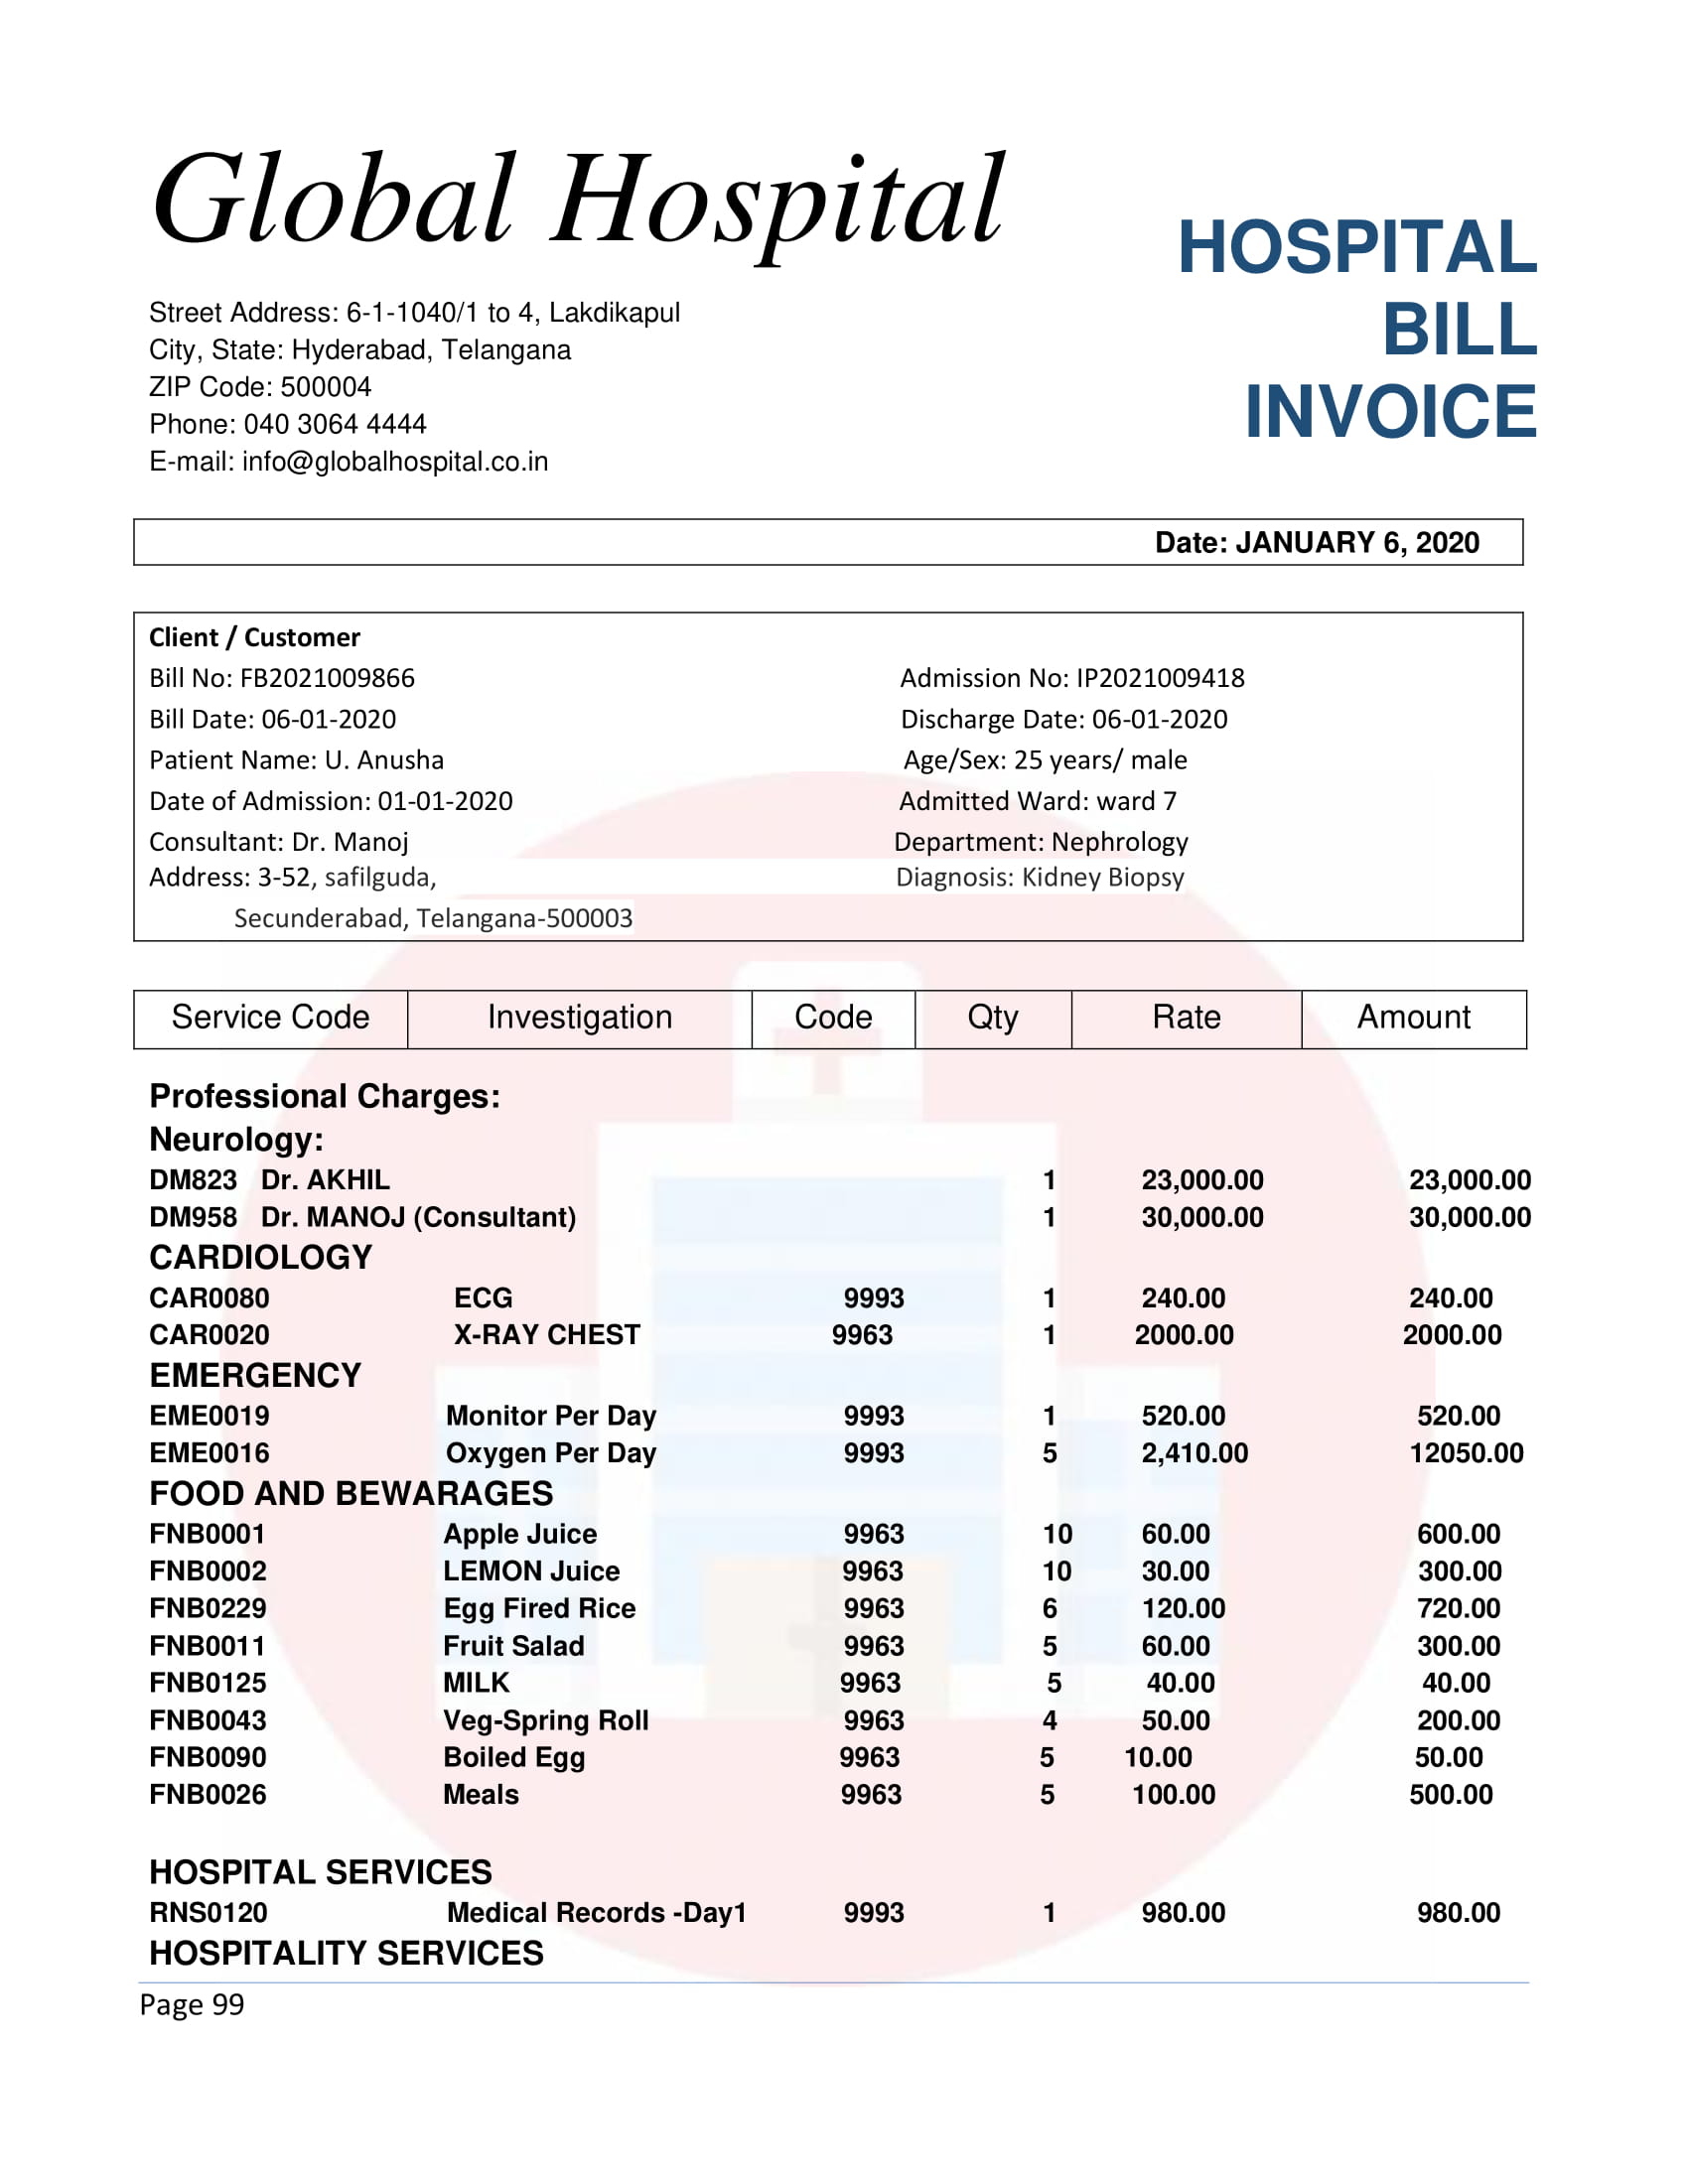 Global Hospital
HOSPITAL
BILL
INVOICE
Street Address: 6-1-1040/1 to 4, Lakdikapul
City, State: Hyderabad, Telangana
ZIP Code: 500004
Phone: 040 3064 4444
E-mail: info@globalhospital.co.in
Date: JANUARY 6, 2020
Client / Customer
Bill No: FB2021009866 Admission No: IP2021009418
Bill Date: 06-01-2020 Discharge Date: 06-01-2020
Patient Name: U. Anusha Age/Sex: 25 years/ male
Date of Admission: 01-01-2020 Admitted Ward: ward 7
Consultant: Dr. Manoj Department: Nephrology
Address: 3-52, safilguda, Diagnosis: Kidney Biopsy
Secunderabad, Telangana-500003
Service Code Investigation Code Qty Rate Amount
Professional Charges:
Neurology:
DM823 Dr. AKHIL 1 23,000.00 23,000.00
DM958 Dr. MANOJ (Consultant) 1 30,000.00 30,000.00
CARDIOLOGY
CAR0080 ECG 9993 1 240.00 240.00
CAR0020 X-RAY CHEST 9963 1 2000.00 2000.00
EMERGENCY
EME0019 Monitor Per Day 9993 1 520.00 520.00
EME0016 Oxygen Per Day 9993 5 2,410.00 12050.00
FOOD AND BEWARAGES
FNB0001 Apple Juice 9963 10 60.00 600.00
FNB0002 LEMON Juice 9963 10 30.00 300.00
FNB0229 Egg Fired Rice 9963 6 120.00 720.00
FNB0011 Fruit Salad 9963 5 60.00 300.00
FNB0125 MILK 9963 5 40.00 40.00
FNB0043 Veg-Spring Roll 9963 4 50.00 200.00
FNB0090 Boiled Egg 9963 5 10.00 50.00
FNB0026 Meals 9963 5 100.00 500.00
HOSPITAL SERVICES
RNS0120 Medical Records -Day1 9993 1 980.00 980.00
HOSPITALITY SERVICES
Page 99